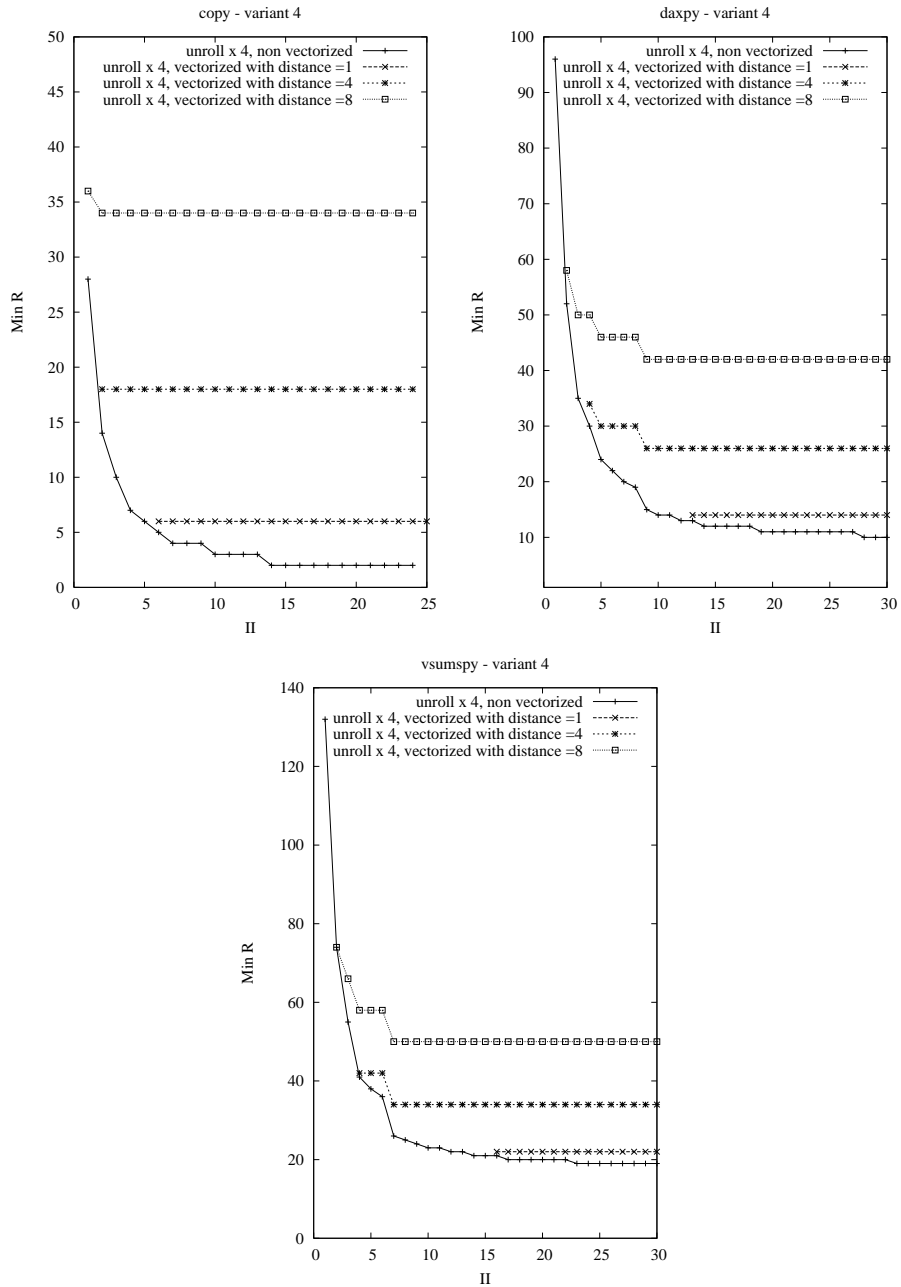 copy - variant 4
50
45
40
35
30
25
20
15
10
5
0
0 5 10 15 20 25
Min R
II
unroll x 4, non vectorized
unroll x 4, vectorized with distance =1
unroll x 4, vectorized with distance =4
unroll x 4, vectorized with distance =8
daxpy - variant 4
100
90
80
70
60
50
40
30
20
10
0 5 10 15 20 25 30
Min R
II
unroll x 4, non vectorized
unroll x 4, vectorized with distance =1
unroll x 4, vectorized with distance =4
unroll x 4, vectorized with distance =8
vsumspy - variant 4
140
120
100
80
60
40
20
0
0 5 10 15 20 25 30
Min R
II
unroll x 4, non vectorized
unroll x 4, vectorized with distance =1
unroll x 4, vectorized with distance =4
unroll x 4, vectorized with distance =8